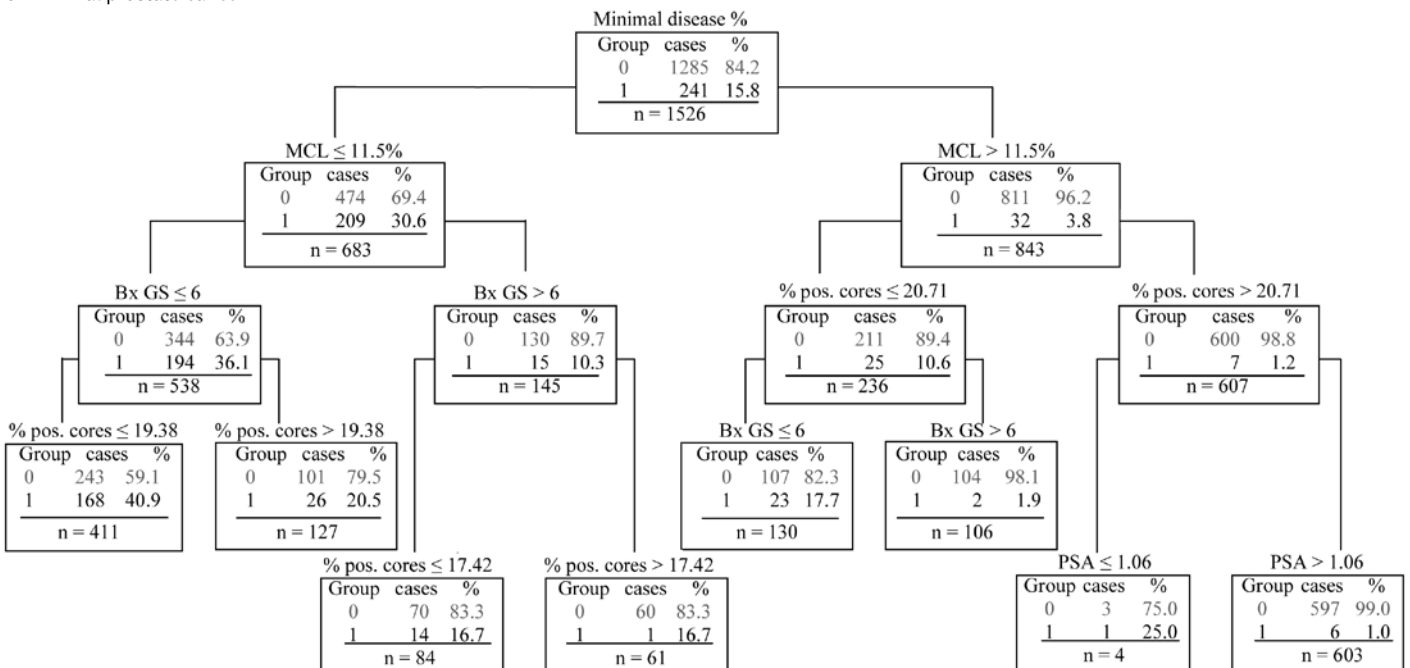 Minimal disease %
Group cases %
0 1285 84.2
1 241 15.8
n = 1526
MCL ≤ 11.5%
Group cases %
0 474 69.4
1 209 30.6
n = 683
MCL > 11.5%
Group cases %
0 811 96.2
1 32 3.8
n = 843
Bx GS ≤ 6
Group cases %
0 344 63.9
1 194 36.1
n = 538
Bx GS > 6
Group cases %
0 130 89.7
1 15 10.3
n = 145
% pos. cores ≤ 20.71
Group cases %
0 211 89.4
1 25 10.6
n = 236
% pos. cores > 20.71
Group cases %
0 600 98.8
1 7 1.2
n = 607
% pos. cores ≤ 19.38
Group cases %
0 243 59.1
1 168 40.9
n = 411
% pos. cores > 19.38
Group cases %
0 101 79.5
1 26 20.5
n = 127
Bx GS ≤ 6
Group cases %
0 107 82.3
1 23 17.7
n = 130
Bx GS > 6
Group cases %
0 104 98.1
1 2 1.9
n = 106
% pos. cores ≤ 17.42
Group cases %
0 70 83.3
1 14 16.7
n = 84
% pos. cores > 17.42
Group cases %
0 60 83.3
1 1 16.7
n = 61
PSA ≤ 1.06
Group cases %
0 3 75.0
1 1 25.0
n = 4
PSA > 1.06
Group cases %
0 597 99.0
1 6 1.0
n = 603